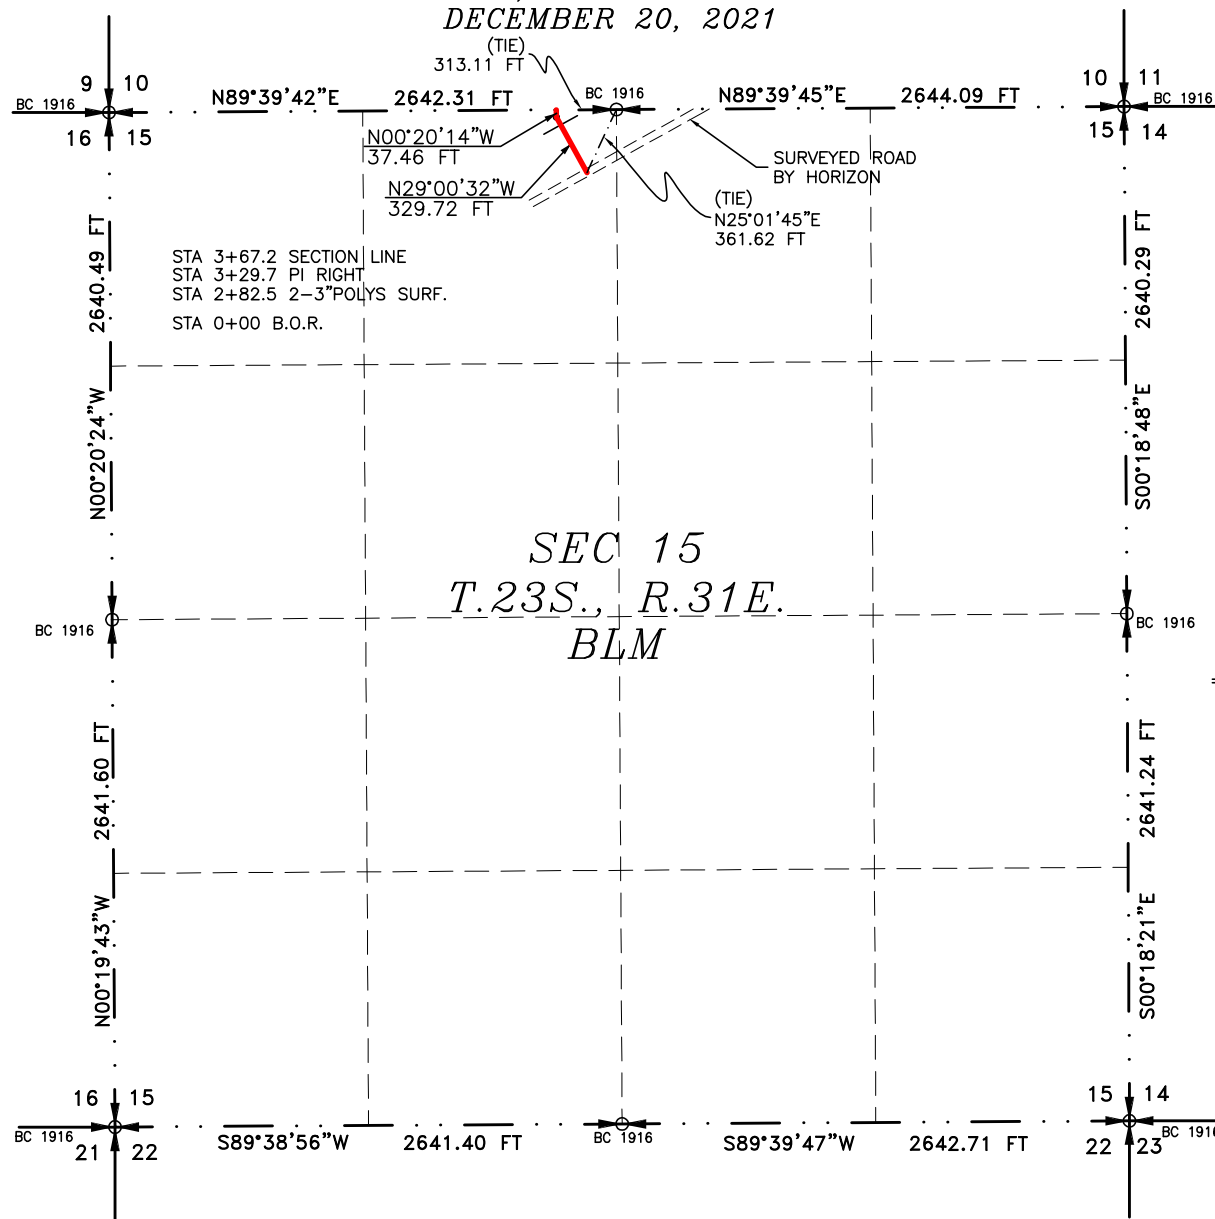 DECEMBER 20, 2021
(TIE)
313.11 FT
9 10
BC 1916
16 15
N89°39'42"E 2642.31 FT
BC 1916
N89°39'45"E 2644.09 FT
10 11
BC 1916
15 14
N00°20'14"W
37.46 FT
N29°00'32"W
329.72 FT
SURVEYED ROAD
BY HORIZON
(TIE)
N25°01'45"E
361.62 FT
STA 3+67.2 SECTION LINE
STA 3+29.7 PI RIGHT
STA 2+82.5 2-3"POLYS SURF.
STA 0+00 B.O.R.
2640.49 FT
N00°20'24"W
2640.29 FT
S00°18'48"E
SEC 15
T.23S., R.31E.
BLM
BC 1916
BC 1916
2641.60 FT
N00°19'43"W
2641.24 FT
S00°18'21"E
16 15
BC 1916
21 22
S89°38'56"W 2641.40 FT
BC 1916
S89°39'47"W 2642.71 FT
15 14
BC 1916
22 23